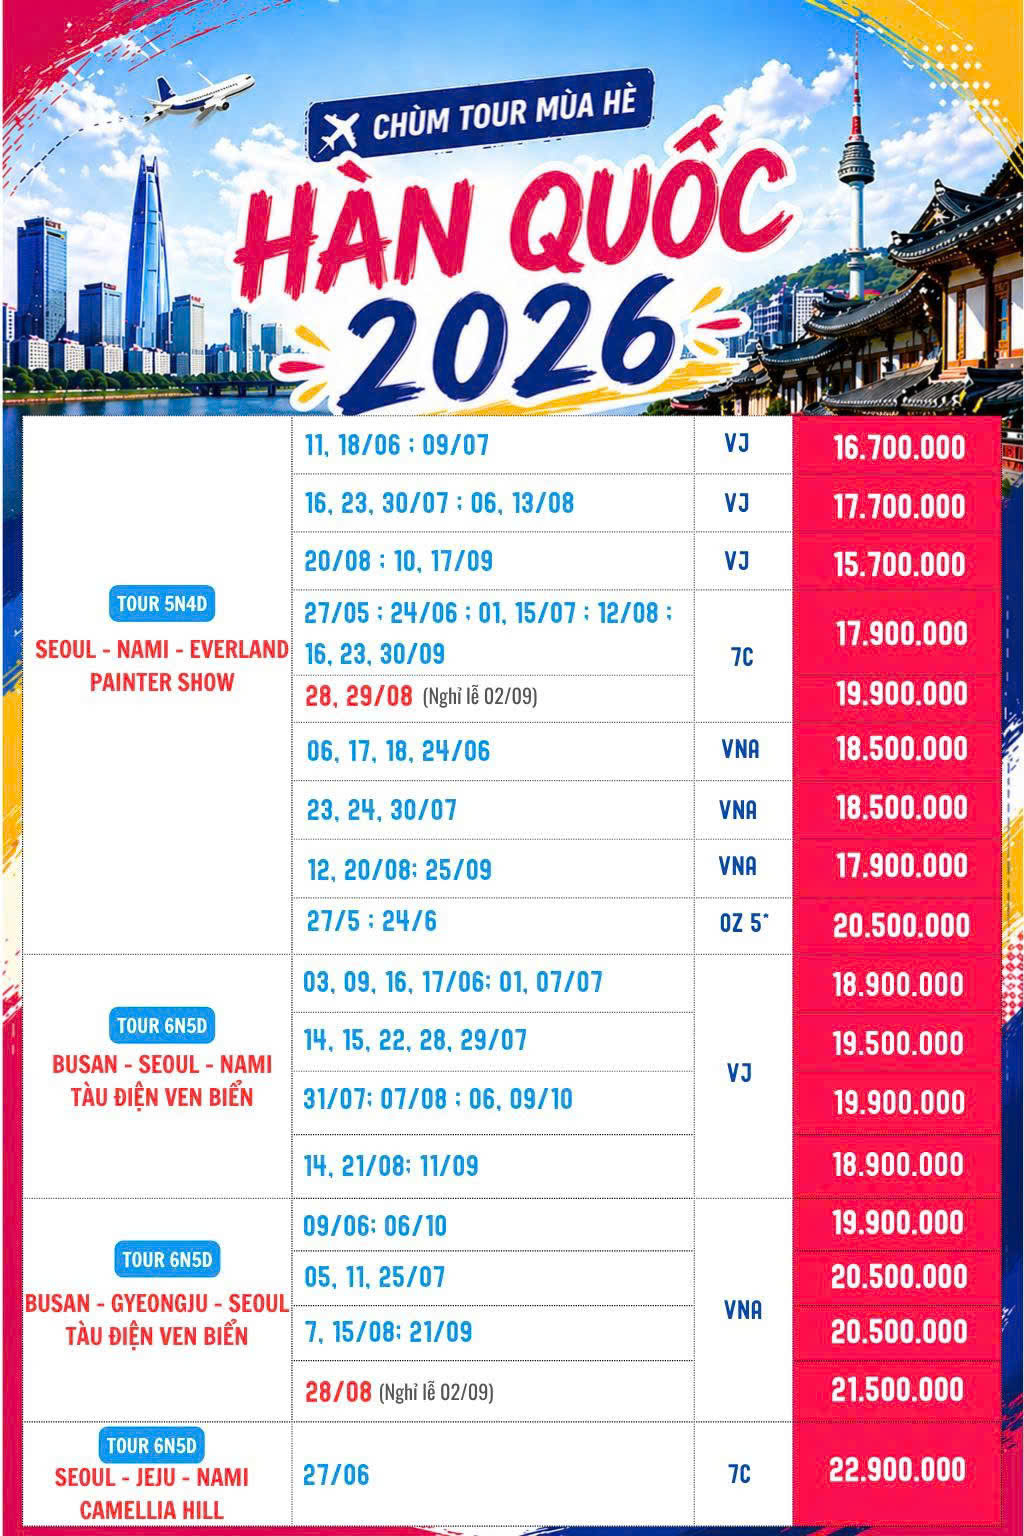 CHÙM TOUR MÙA HÈ
HÀN QUỐC
2026
11, 18/06 ; 09/07 VJ 16.700.000
16, 23, 30/07 ; 06, 13/08 VJ 17.700.000
20/08 ; 10, 17/09 VJ 15.700.000
TOUR 5N4D
SEOUL - NAMI - EVERLAND
PAINTER SHOW
27/05 ; 24/06 ; 01, 15/07 ; 12/08 ;
16, 23, 30/09
7C
17.900.000
28, 29/08 (Nghỉ lễ 02/09) 19.900.000
06, 17, 18, 24/06 VNA 18.500.000
23, 24, 30/07 VNA 18.500.000
12, 20/08; 25/09 VNA 17.900.000
27/5 ; 24/6 OZ 5* 20.500.000
TOUR 6N5D
BUSAN - SEOUL - NAMI
TÀU ĐIỆN VEN BIỂN
03, 09, 16, 17/06; 01, 07/07 18.900.000
14, 15, 22, 28, 29/07 19.500.000
VJ
31/07; 07/08 ; 06, 09/10 19.900.000
14, 21/08; 11/09 18.900.000
TOUR 6N5D
BUSAN - GYEONGJU - SEOUL
TÀU ĐIỆN VEN BIỂN
09/06; 06/10 19.900.000
05, 11, 25/07 20.500.000
VNA
7, 15/08; 21/09 20.500.000
28/08 (Nghỉ lễ 02/09) 21.500.000
TOUR 6N5D
SEOUL - JEJU - NAMI
CAMELLIA HILL
27/06 7C 22.900.000